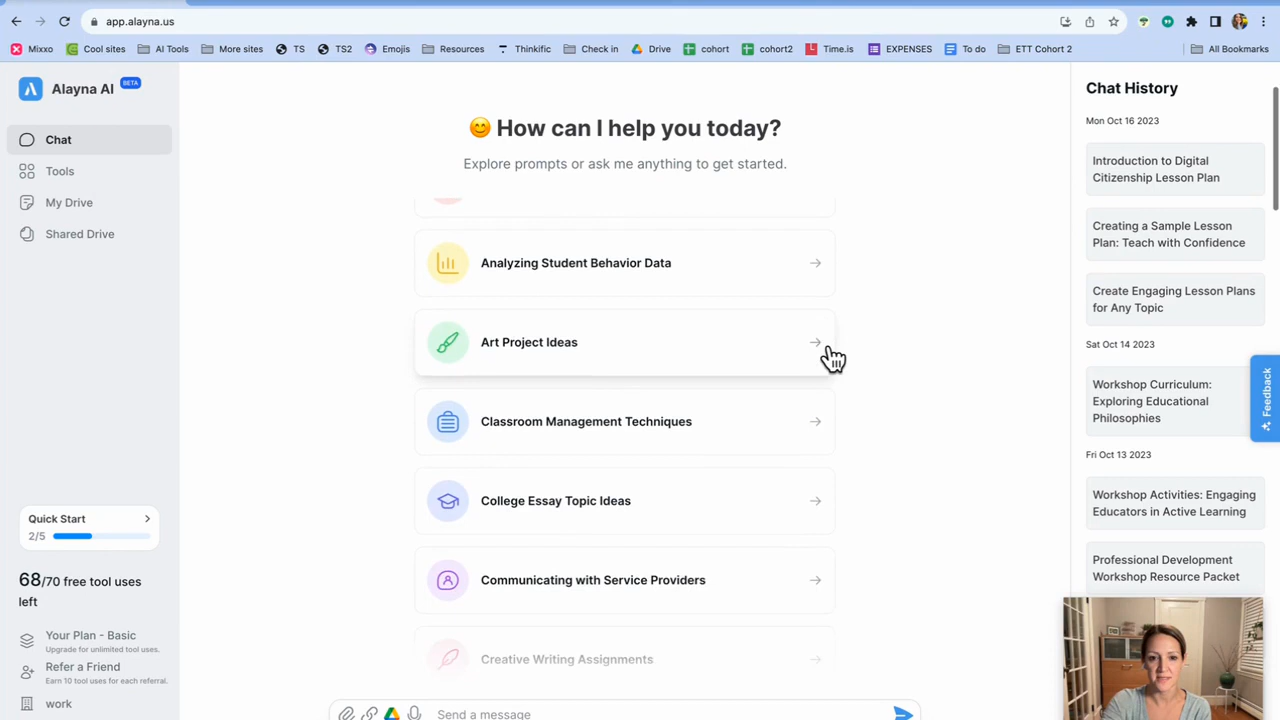 app.alayna.us
Mixxo
Cool sites
AI Tools
More sites
TS
TS2
Emojis
Resources
Thinkific
Check in
Drive
cohort
cohort2
Time.is
EXPENSES
To do
ETT Cohort 2
All Bookmarks
Alayna AI
BETA
Chat
Tools
My Drive
Shared Drive
Quick Start
2/5
68/70 free tool uses
left
Your Plan - Basic
Upgrade for unlimited tool uses.
Refer a Friend
Earn 10 tool uses for each referral.
work
😊 How can I help you today?
Explore prompts or ask me anything to get started.
Analyzing Student Behavior Data
Art Project Ideas
Classroom Management Techniques
College Essay Topic Ideas
Communicating with Service Providers
Creative Writing Assignments
Send a message
Chat History
Mon Oct 16 2023
Introduction to Digital
Citizenship Lesson Plan
Creating a Sample Lesson
Plan: Teach with Confidence
Create Engaging Lesson Plans
for Any Topic
Sat Oct 14 2023
Workshop Curriculum:
Exploring Educational
Philosophies
Fri Oct 13 2023
Workshop Activities: Engaging
Educators in Active Learning
Professional Development
Workshop Resource Packet
Feedback